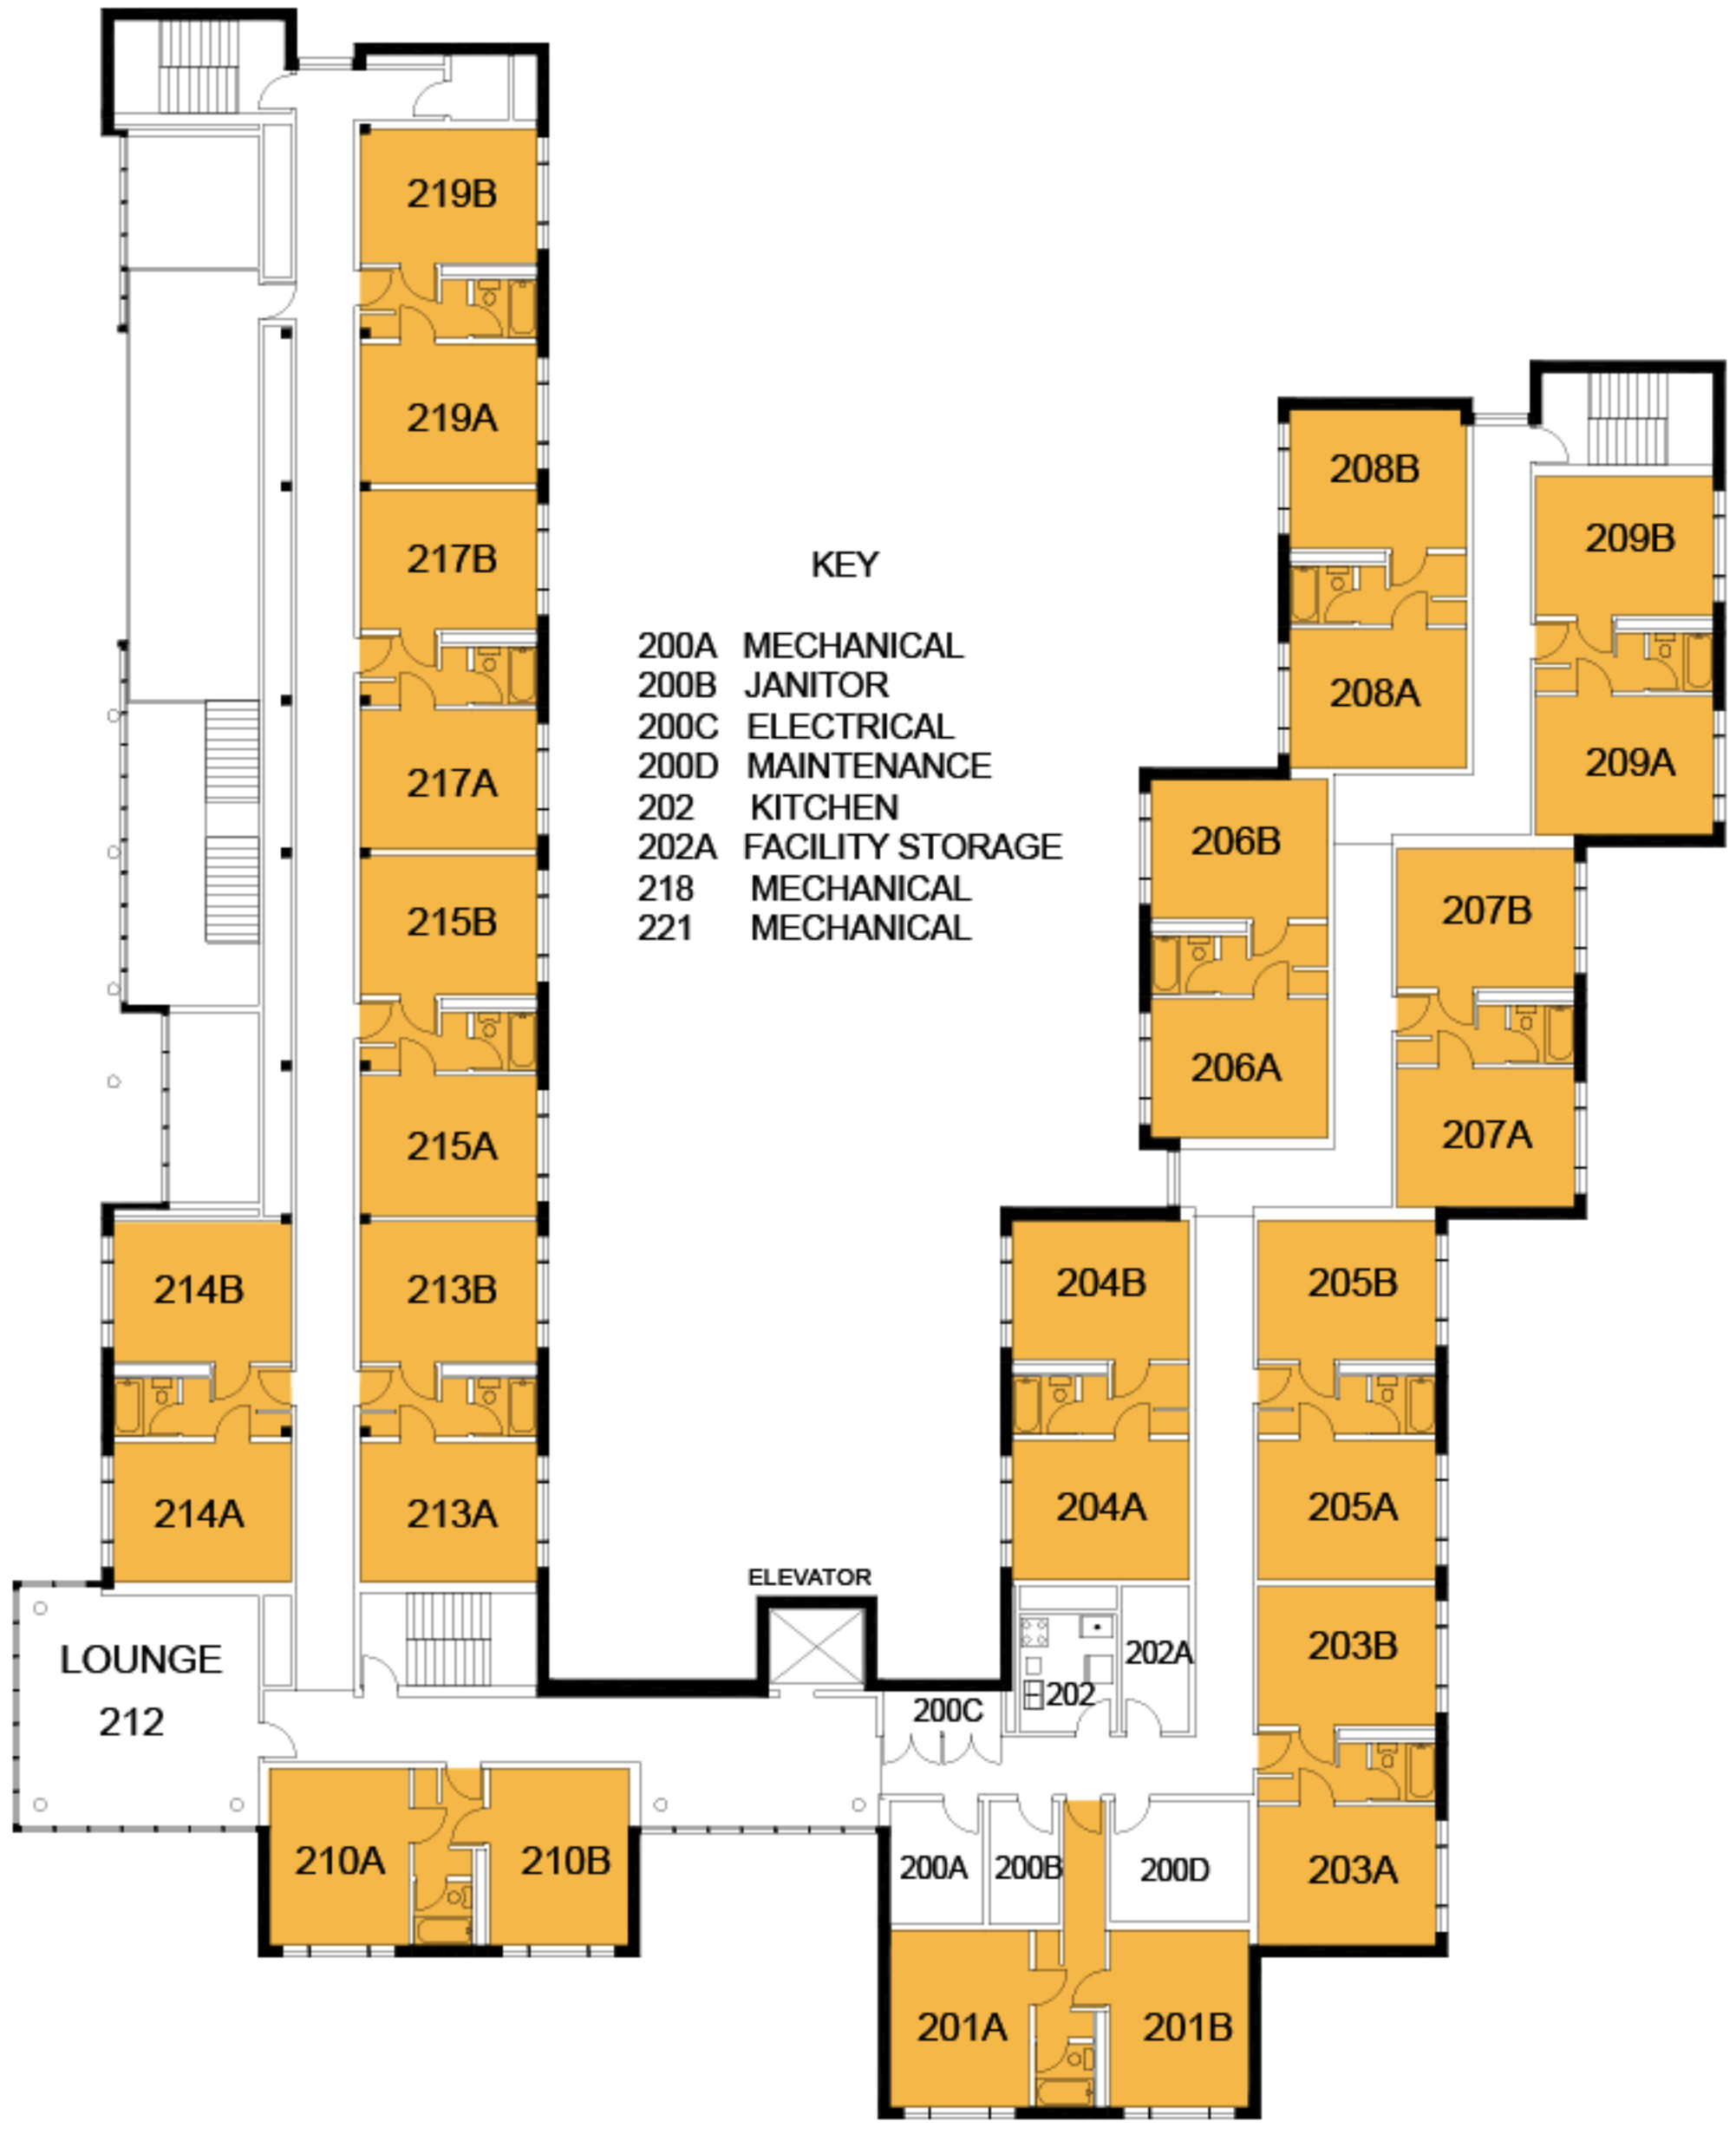 219B
219A
217B
217A
215B
215A
214B
213B
214A
213A
LOUNGE
212
210A
210B
KEY
200A MECHANICAL
200B JANITOR
200C ELECTRICAL
200D MAINTENANCE
202 KITCHEN
202A FACILITY STORAGE
218 MECHANICAL
221 MECHANICAL
ELEVATOR
208B
209B
208A
209A
206B
207B
206A
207A
204B
205B
204A
205A
203B
202A
202
200C
200A
200B
200D
203A
201A
201B